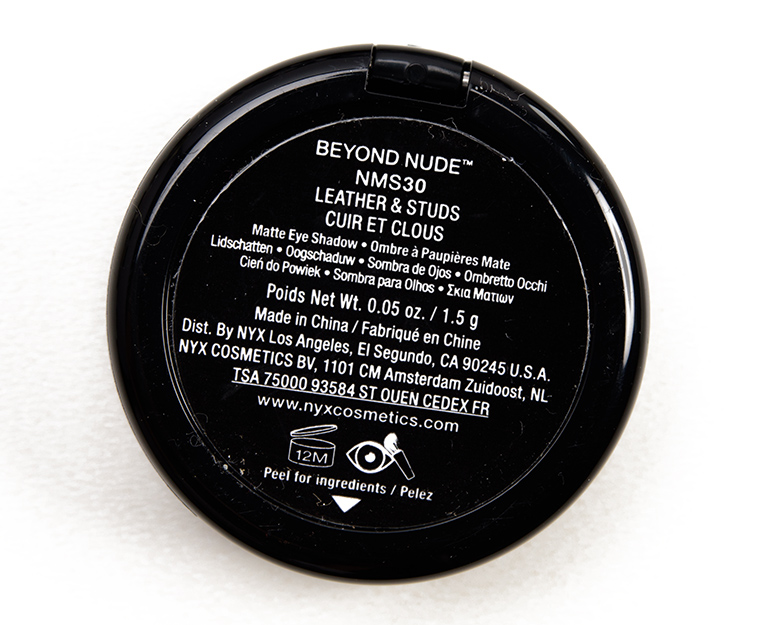 BEYOND NUDE™
NMS30
LEATHER & STUDS
CUIR ET CLOUS
Matte Eye Shadow • Ombre à Paupières Mate
Lidschatten • Oogschaduw • Sombra de Ojos • Ombretto Occhi
Cień do Powiek • Sombra para Olhos • Σκια Ματιων
Poids Net Wt. 0.05 oz. / 1.5 g
Made in China / Fabriqué en Chine
Dist. By NYX Los Angeles, El Segundo, CA 90245 U.S.A.
NYX COSMETICS BV, 1101 CM Amsterdam Zuidoost, NL
TSA 75000 93584 ST OUEN CEDEX FR
www.nyxcosmetics.com
12M
Peel for ingredients / Pelez